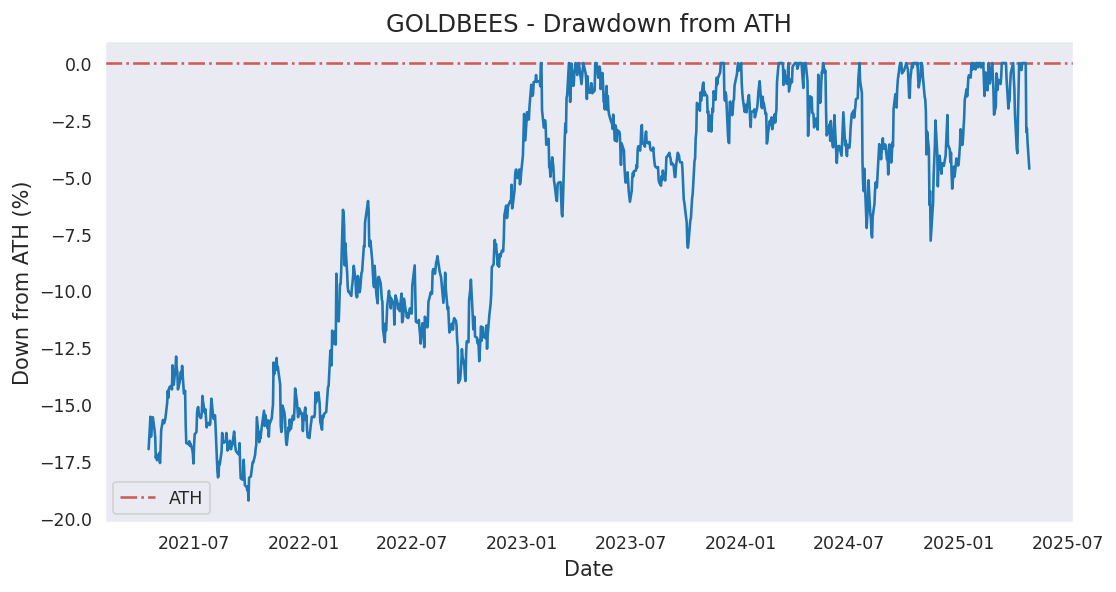 GOLDBEES - Drawdown from ATH
Down from ATH (%)
0.0
−2.5
−5.0
−7.5
−10.0
−12.5
−15.0
−17.5
−20.0
ATH
2021-07 2022-01 2022-07 2023-01 2023-07 2024-01 2024-07 2025-01 2025-07
Date